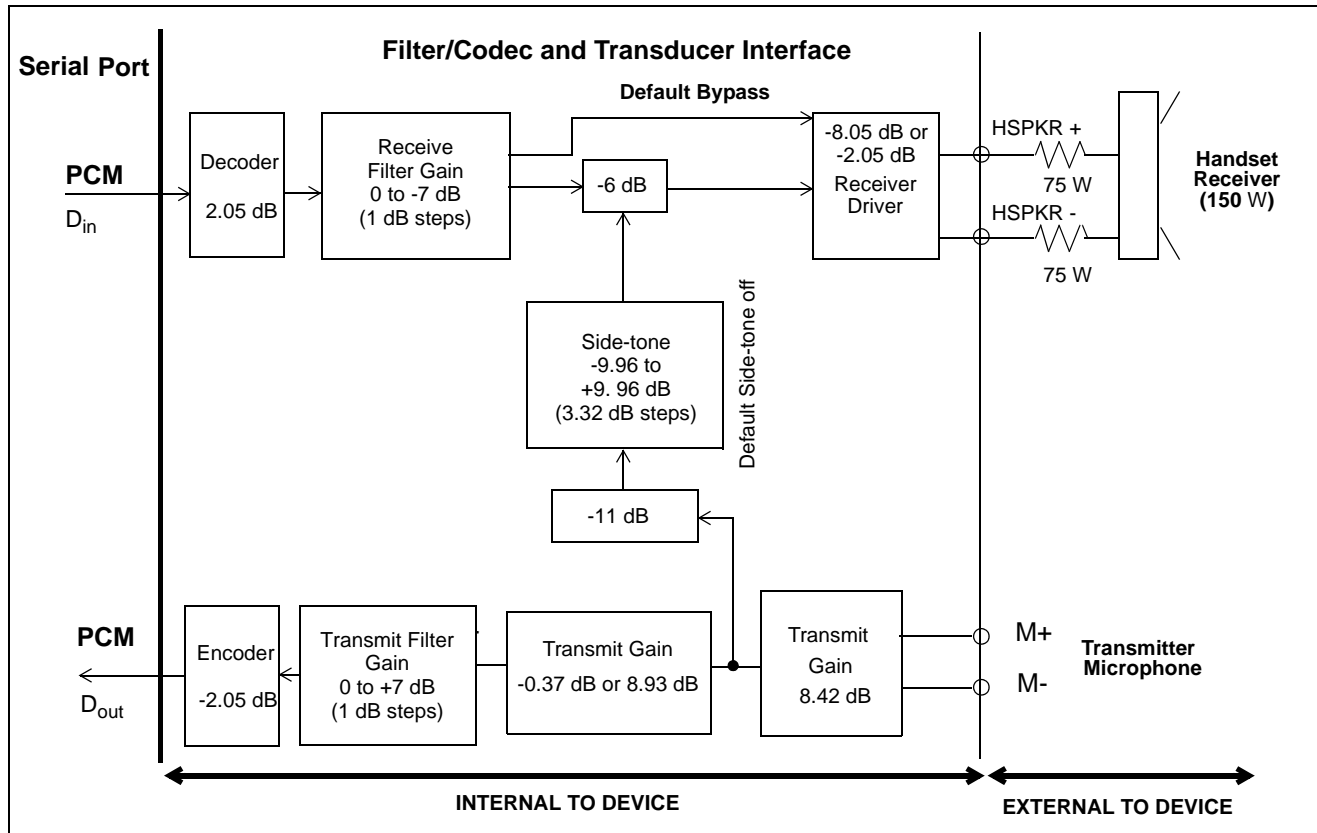 Filter/Codec and Transducer Interface
Serial Port
Default Bypass
PCM
D_in
Decoder
2.05 dB
Receive
Filter Gain
0 to -7 dB
(1 dB steps)
-6 dB
-8.05 dB or
-2.05 dB
Receiver
Driver
HSPKR +
75 W
HSPKR -
75 W
Handset
Receiver
(150 W)
Side-tone
-9.96 to
+9. 96 dB
(3.32 dB steps)
Default Side-tone off
-11 dB
PCM
D_out
Encoder
-2.05 dB
Transmit Filter
Gain
0 to +7 dB
(1 dB steps)
Transmit Gain
-0.37 dB or 8.93 dB
Transmit
Gain
8.42 dB
M+
M-
Transmitter
Microphone
INTERNAL TO DEVICE
EXTERNAL TO DEVICE